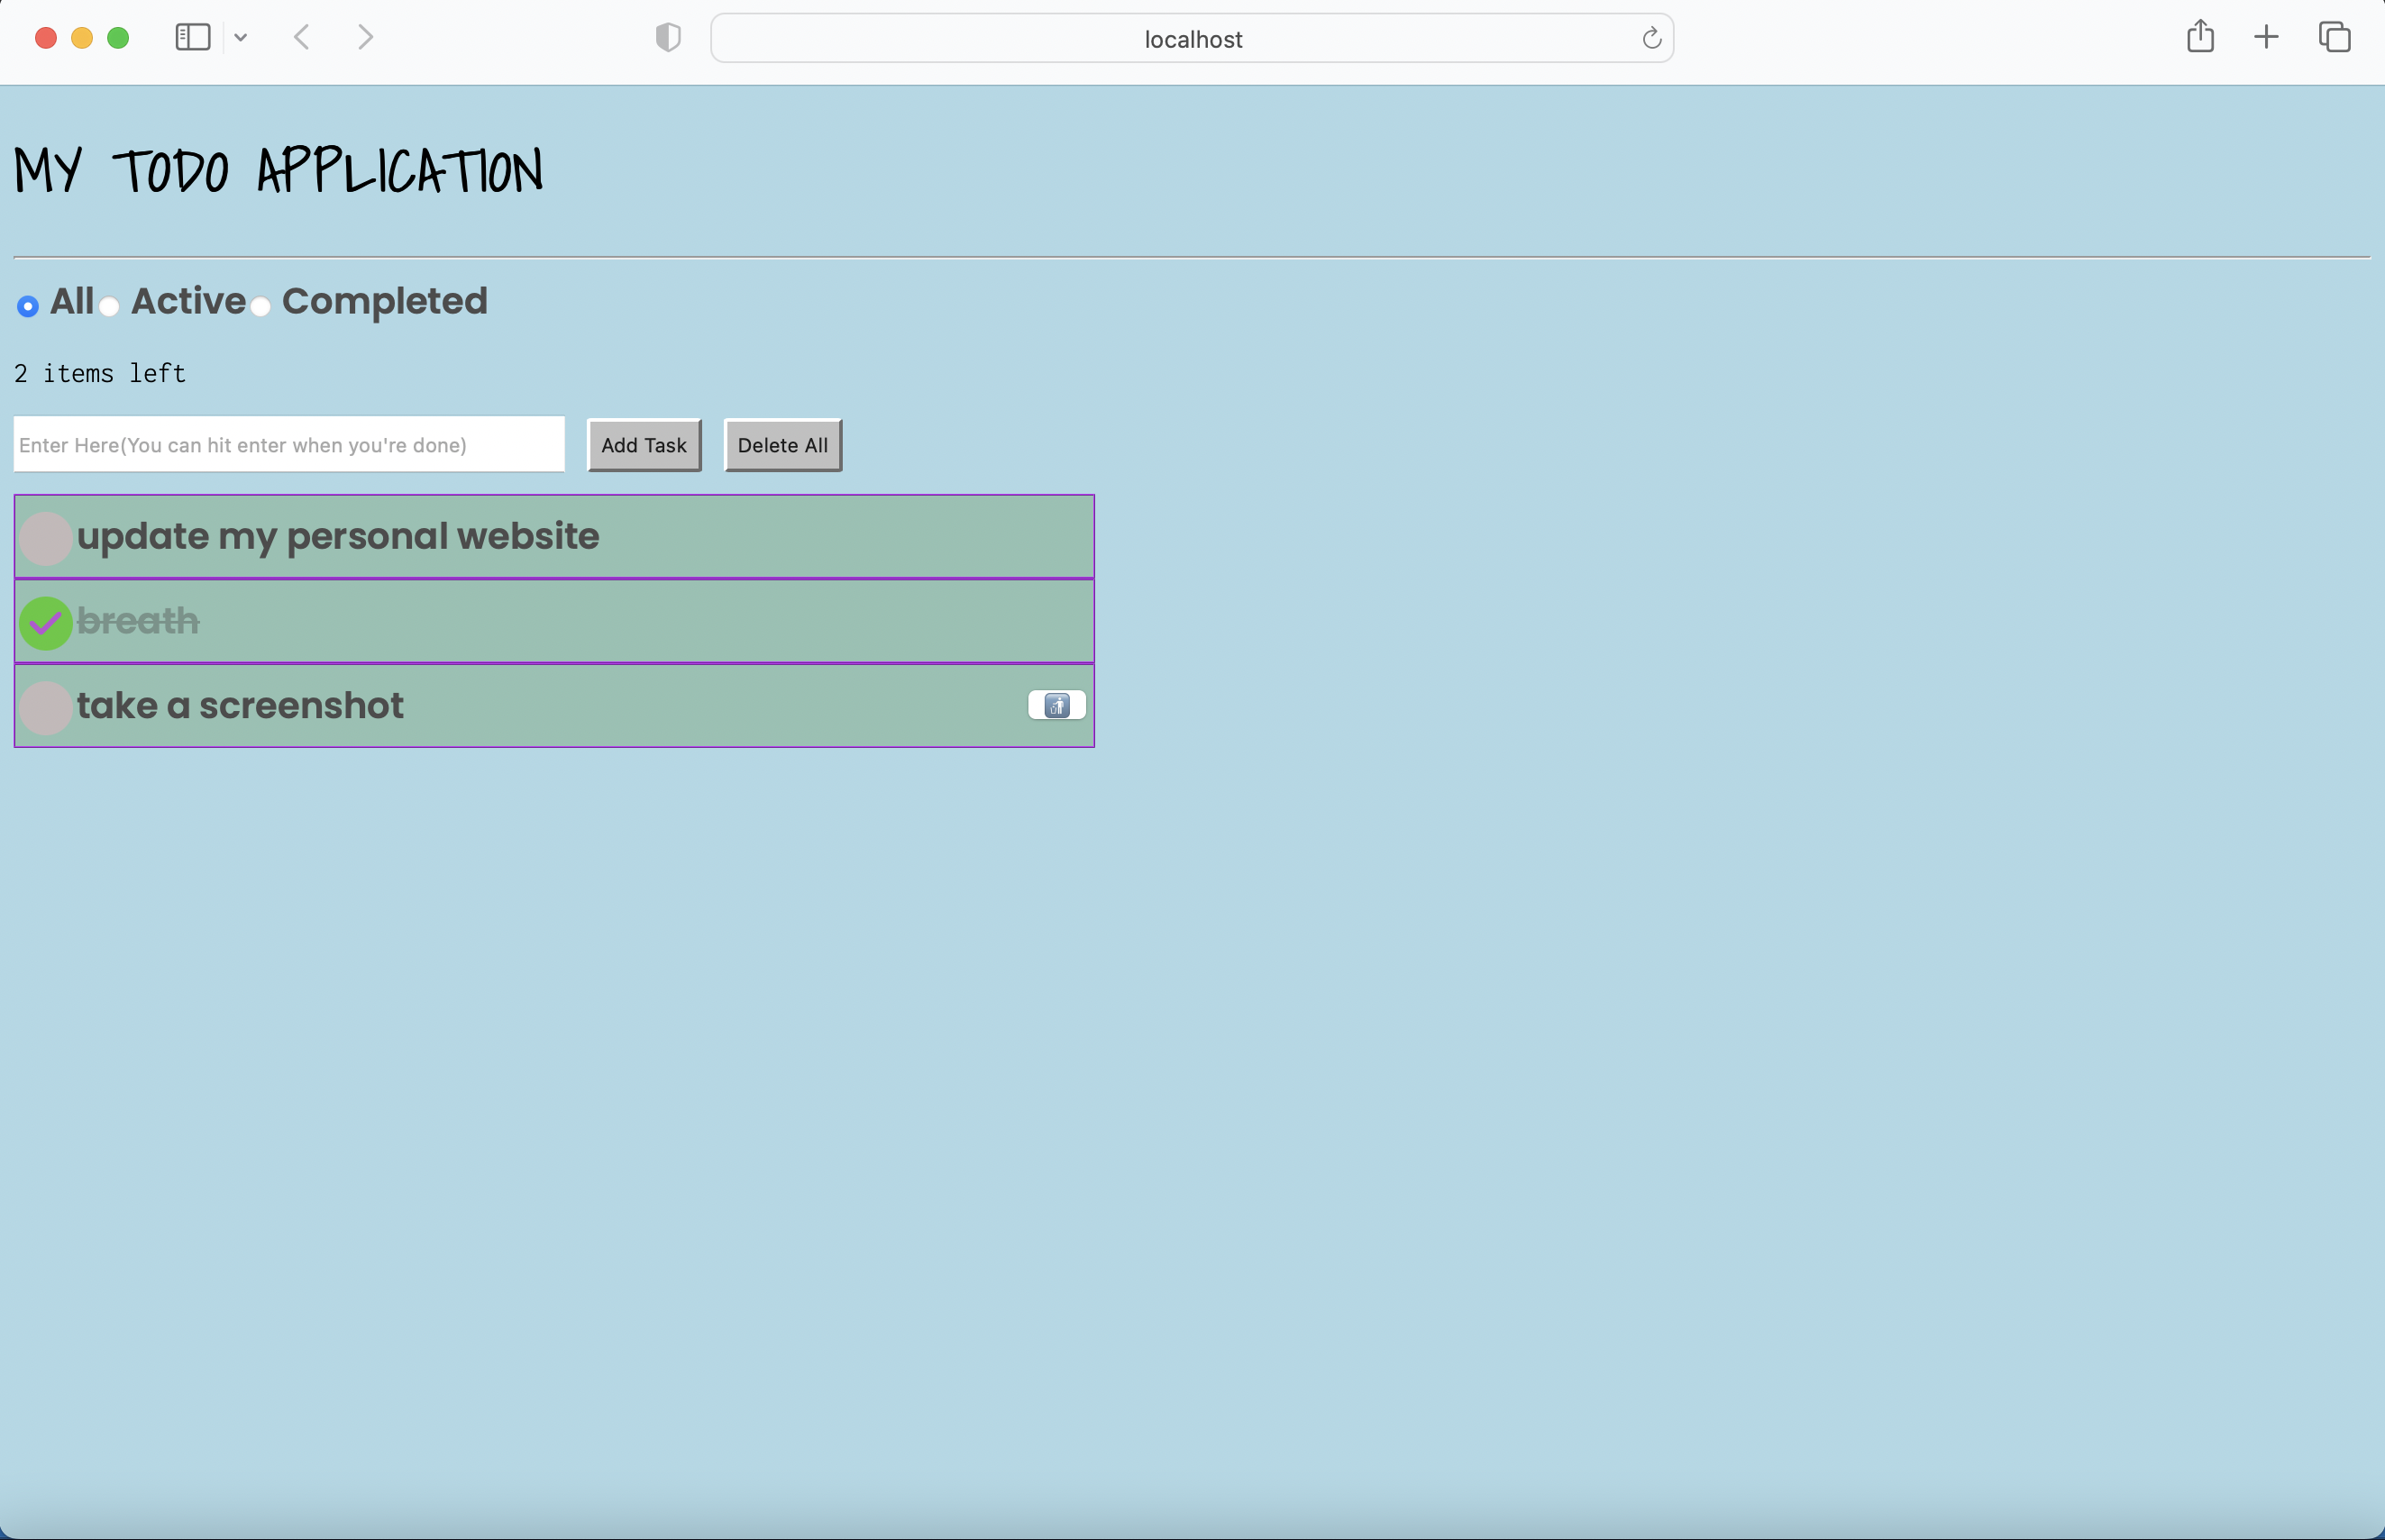 localhost
MY TODO APPLICATION
All Active Completed
2 items left
Enter Here(You can hit enter when you're done) Add Task Delete All
update my personal website
breath
take a screenshot